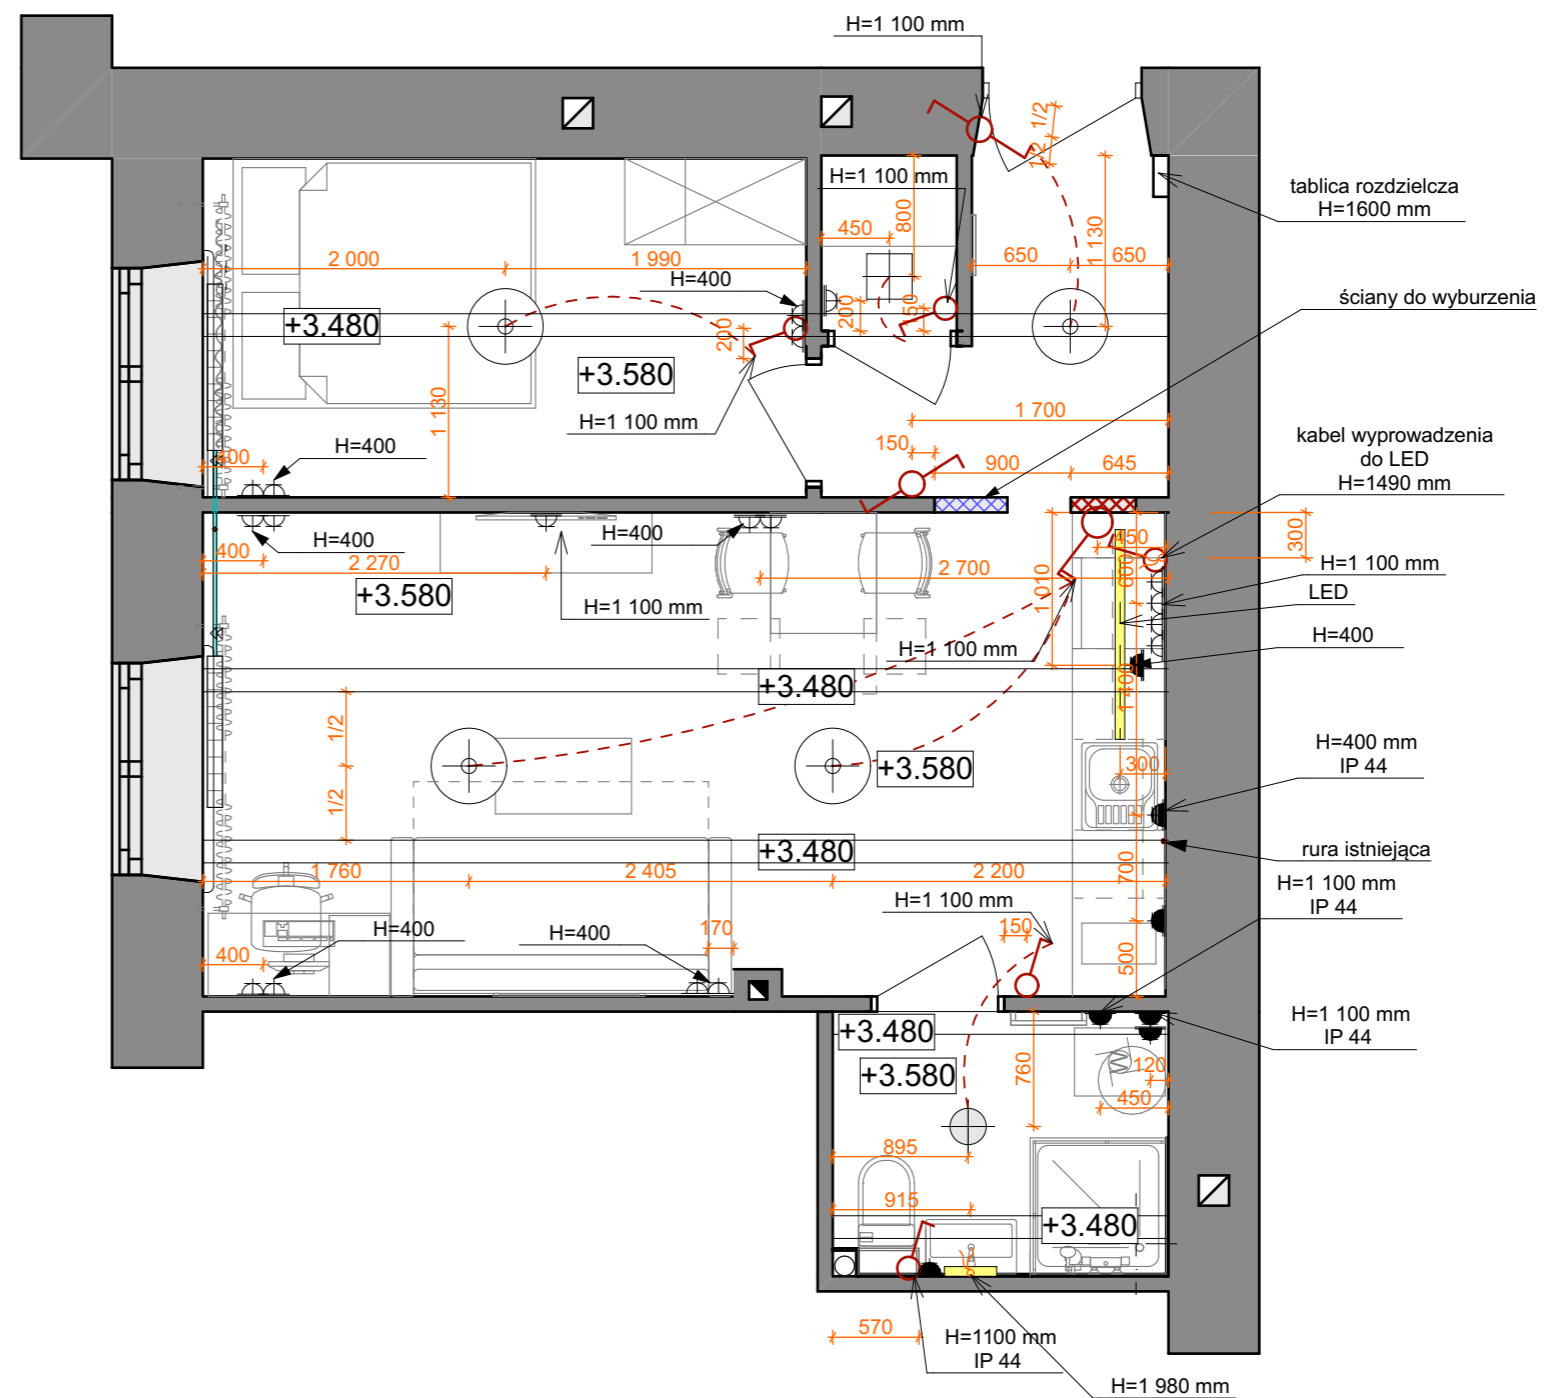 H=1 100 mm
1/2
1/2
H=1 100 mm
tablica rozdzielcza
H=1600 mm
450
800
1 130
650
650
2 000
1 990
H=400
ściany do wyburzenia
+3.480
200
200
150
+3.580
1 130
H=1 100 mm
1 700
H=400
400
150
900
645
kabel wyprowadzenia
do LED
H=1490 mm
H=400
H=400
450
300
400
2 270
2 700
600
H=1 100 mm
+3.580
H=1 100 mm
1 010
LED
H=1 100 mm
H=400
+3.480
1 400
1/2
H=400 mm
IP 44
+3.580
300
1/2
+3.480
rura istniejąca
1 760
2 405
2 200
700
H=1 100 mm
IP 44
H=1 100 mm
H=400
H=400
170
150
400
500
+3.480
H=1 100 mm
IP 44
+3.580
760
120
450
895
915
+3.480
570
H=1100 mm
IP 44
H=1 980 mm